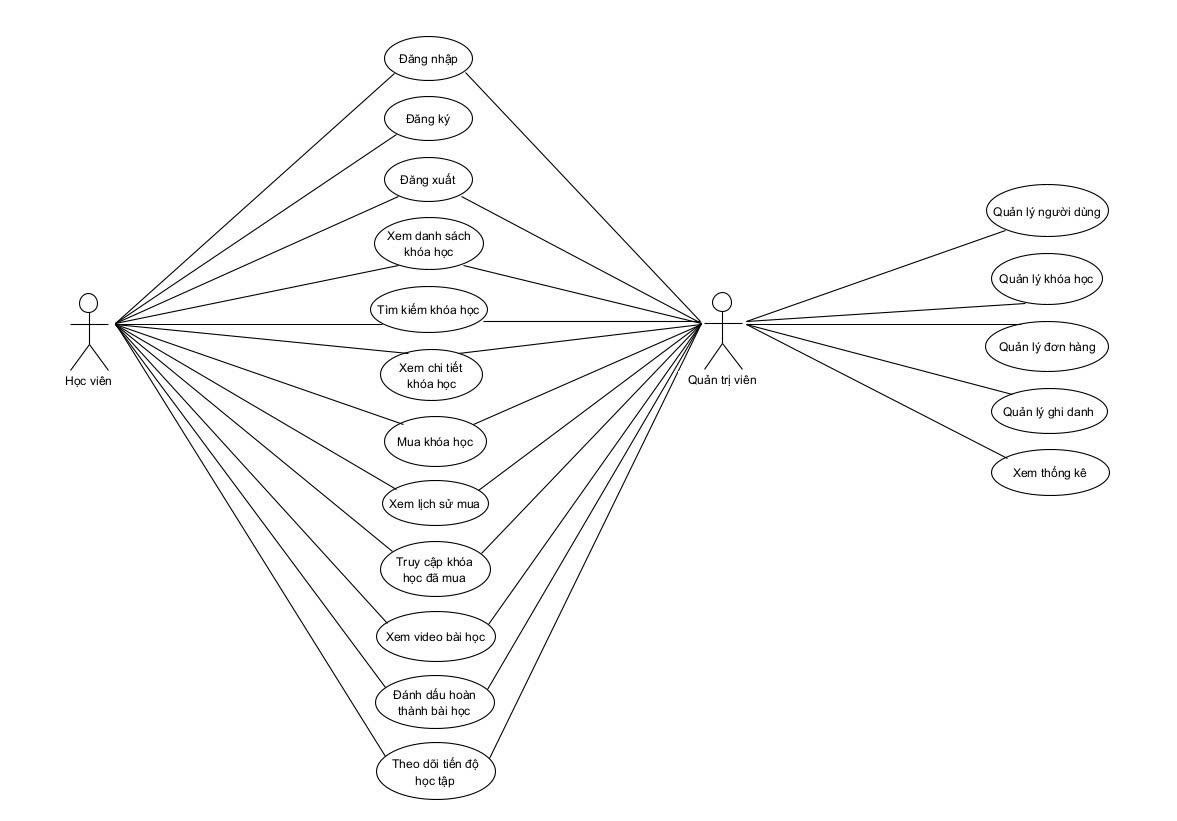 Đăng nhập
Đăng ký
Đăng xuất
Xem danh sách
khóa học
Tìm kiếm khóa học
Xem chi tiết
khóa học
Mua khóa học
Xem lịch sử mua
Truy cập khóa
học đã mua
Xem video bài học
Đánh dấu hoàn
thành bài học
Theo dõi tiến độ
học tập
Học viên
Quản trị viên
Quản lý người dùng
Quản lý khóa học
Quản lý đơn hàng
Quản lý ghi danh
Xem thống kê